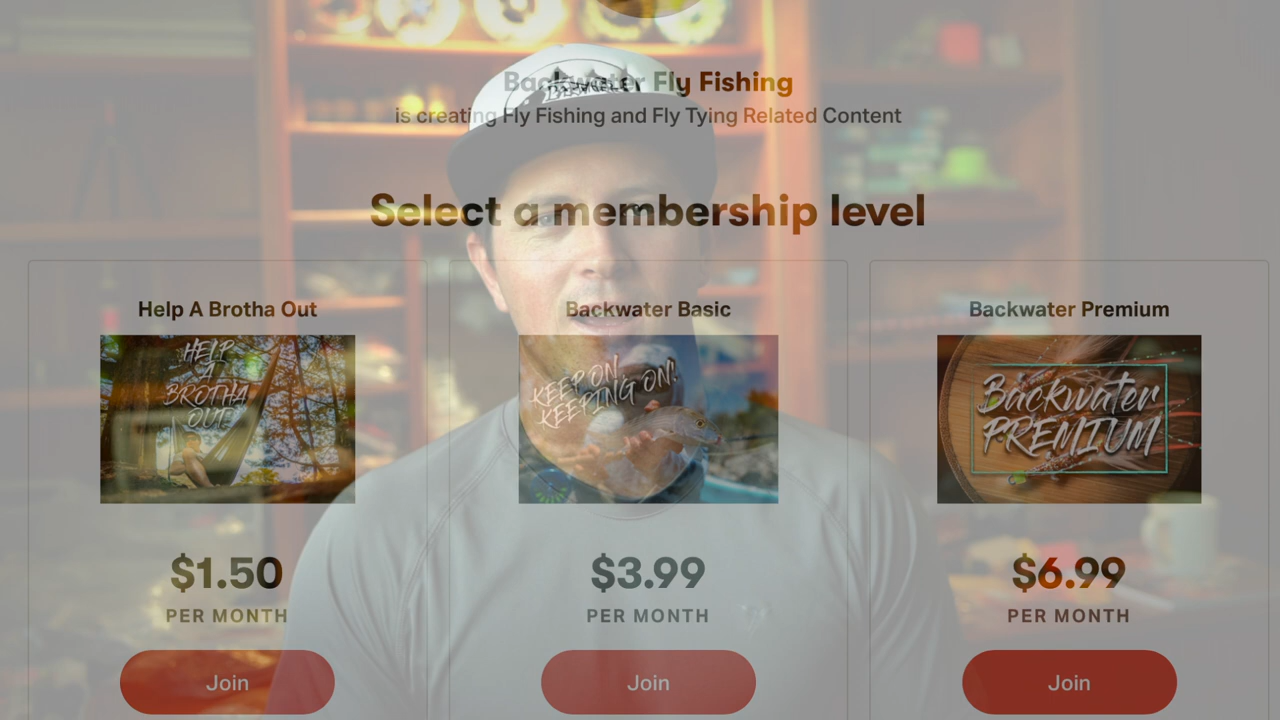 Backwater Fly Fishing
is creating Fly Fishing and Fly Tying Related Content
Select a membership level
Help A Brotha Out
Backwater Basic
Backwater Premium
HELP
A
BROTHA
OUT
KEEP ON
KEEPING ON!
Backwater
PREMIUM
$1.50
$3.99
$6.99
PER MONTH
PER MONTH
PER MONTH
Join
Join
Join